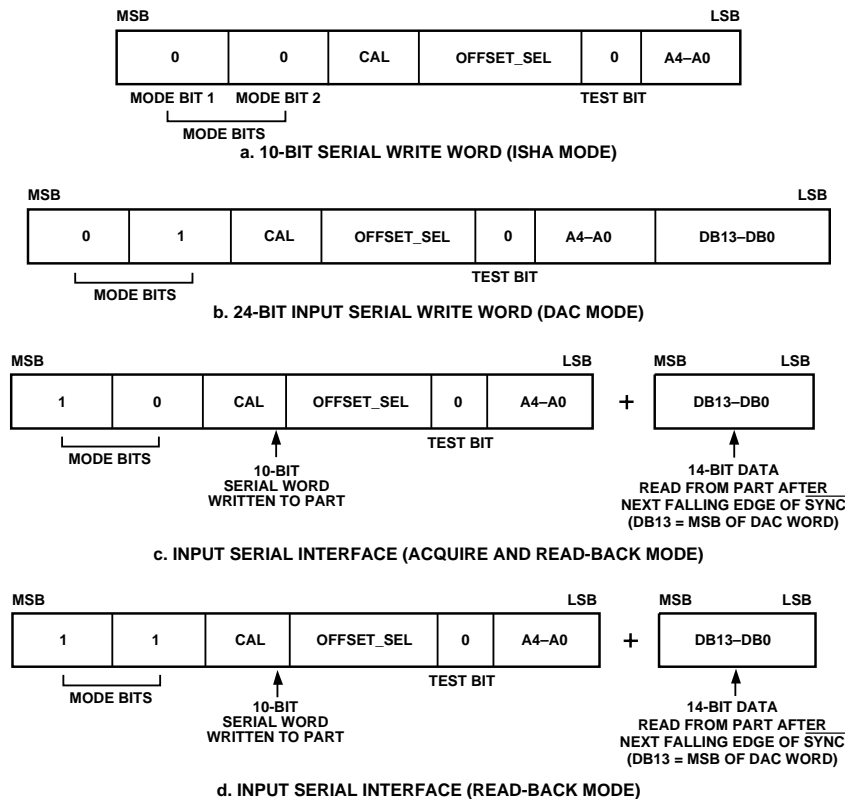 MSB LSB
0 0 CAL OFFSET_SEL 0 A4–A0
MODE BIT 1 MODE BIT 2 TEST BIT
MODE BITS
a. 10-BIT SERIAL WRITE WORD (ISHA MODE)
MSB LSB
0 1 CAL OFFSET_SEL 0 A4–A0 DB13–DB0
MODE BITS TEST BIT
b. 24-BIT INPUT SERIAL WRITE WORD (DAC MODE)
MSB LSB MSB LSB
1 0 CAL OFFSET_SEL 0 A4–A0 + DB13–DB0
MODE BITS TEST BIT
10-BIT
SERIAL WORD
WRITTEN TO PART
14-BIT DATA
READ FROM PART AFTER
NEXT FALLING EDGE OF SYNC
(DB13 = MSB OF DAC WORD)
c. INPUT SERIAL INTERFACE (ACQUIRE AND READ-BACK MODE)
MSB LSB MSB LSB
1 1 CAL OFFSET_SEL 0 A4–A0 + DB13–DB0
MODE BITS TEST BIT
10-BIT
SERIAL WORD
WRITTEN TO PART
14-BIT DATA
READ FROM PART AFTER
NEXT FALLING EDGE OF SYNC
(DB13 = MSB OF DAC WORD)
d. INPUT SERIAL INTERFACE (READ-BACK MODE)